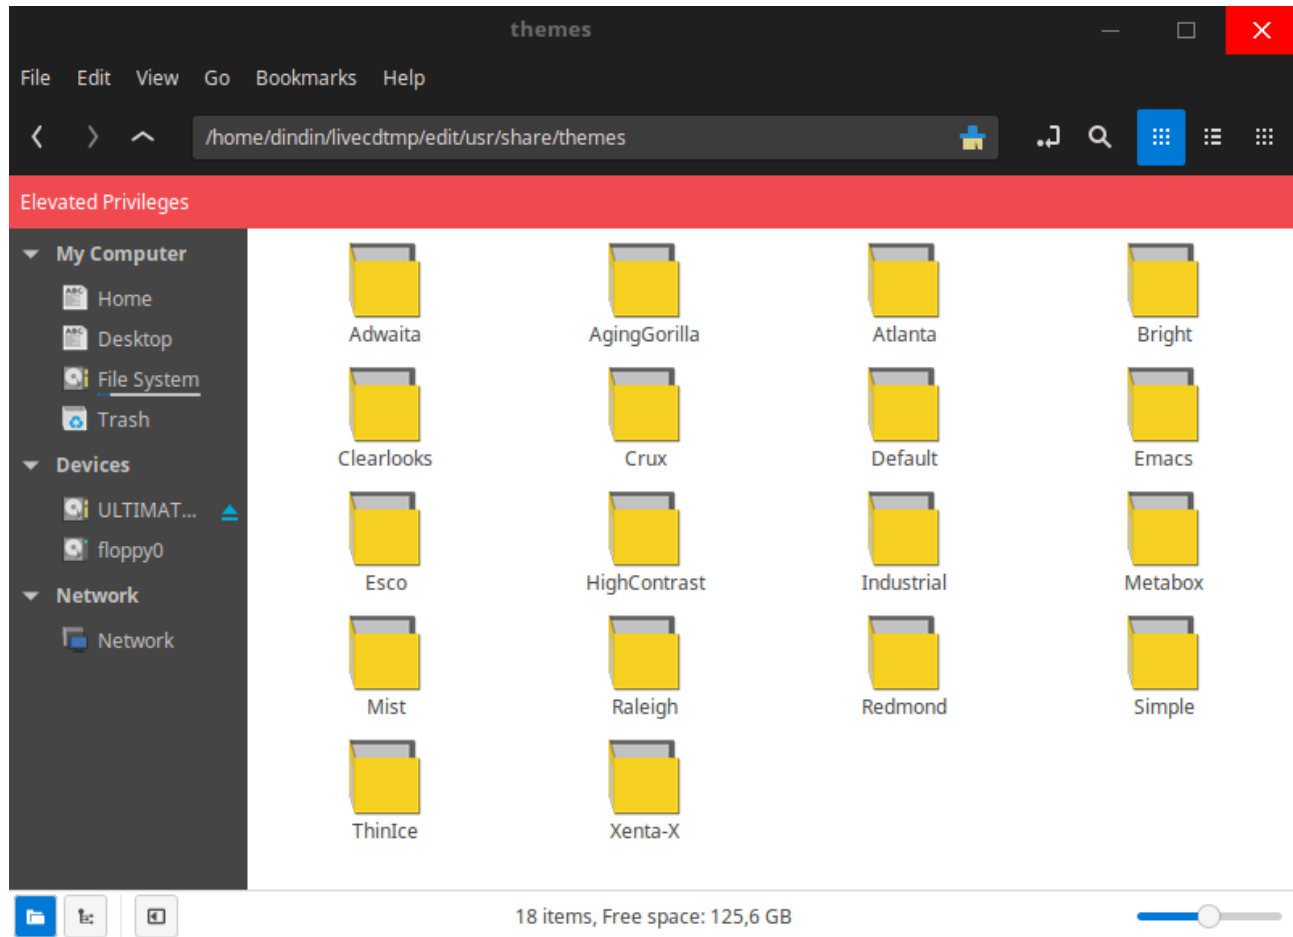 themes
File Edit View Go Bookmarks Help
/home/dindin/livecdtmp/edit/usr/share/themes
Elevated Privileges
My Computer
Home
Desktop
File System
Trash
Devices
ULTIMAT...
floppy0
Network
Network
Adwaita AgingGorilla Atlanta Bright
Clearlooks Crux Default Emacs
Esco HighContrast Industrial Metabox
Mist Raleigh Redmond Simple
ThinIce Xenta-X
18 items, Free space: 125,6 GB